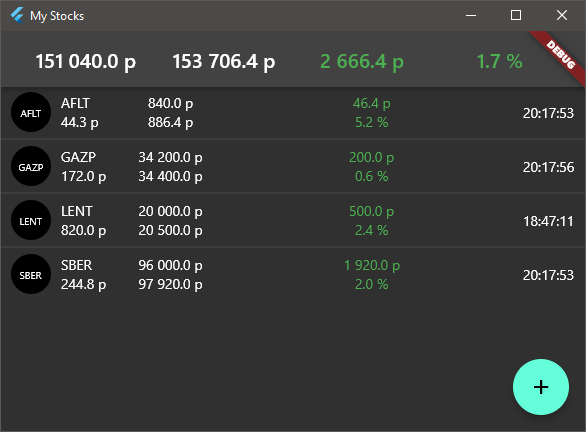 My Stocks
151 040.0 p 153 706.4 p 2 666.4 p 1.7 %
DEBUG
AFLT AFLT 840.0 p 46.4 p 20:17:53
44.3 p 886.4 p 5.2 %
GAZP GAZP 34 200.0 p 200.0 p 20:17:56
172.0 p 34 400.0 p 0.6 %
LENT LENT 20 000.0 p 500.0 p 18:47:11
820.0 p 20 500.0 p 2.4 %
SBER SBER 96 000.0 p 1 920.0 p 20:17:53
244.8 p 97 920.0 p 2.0 %
+